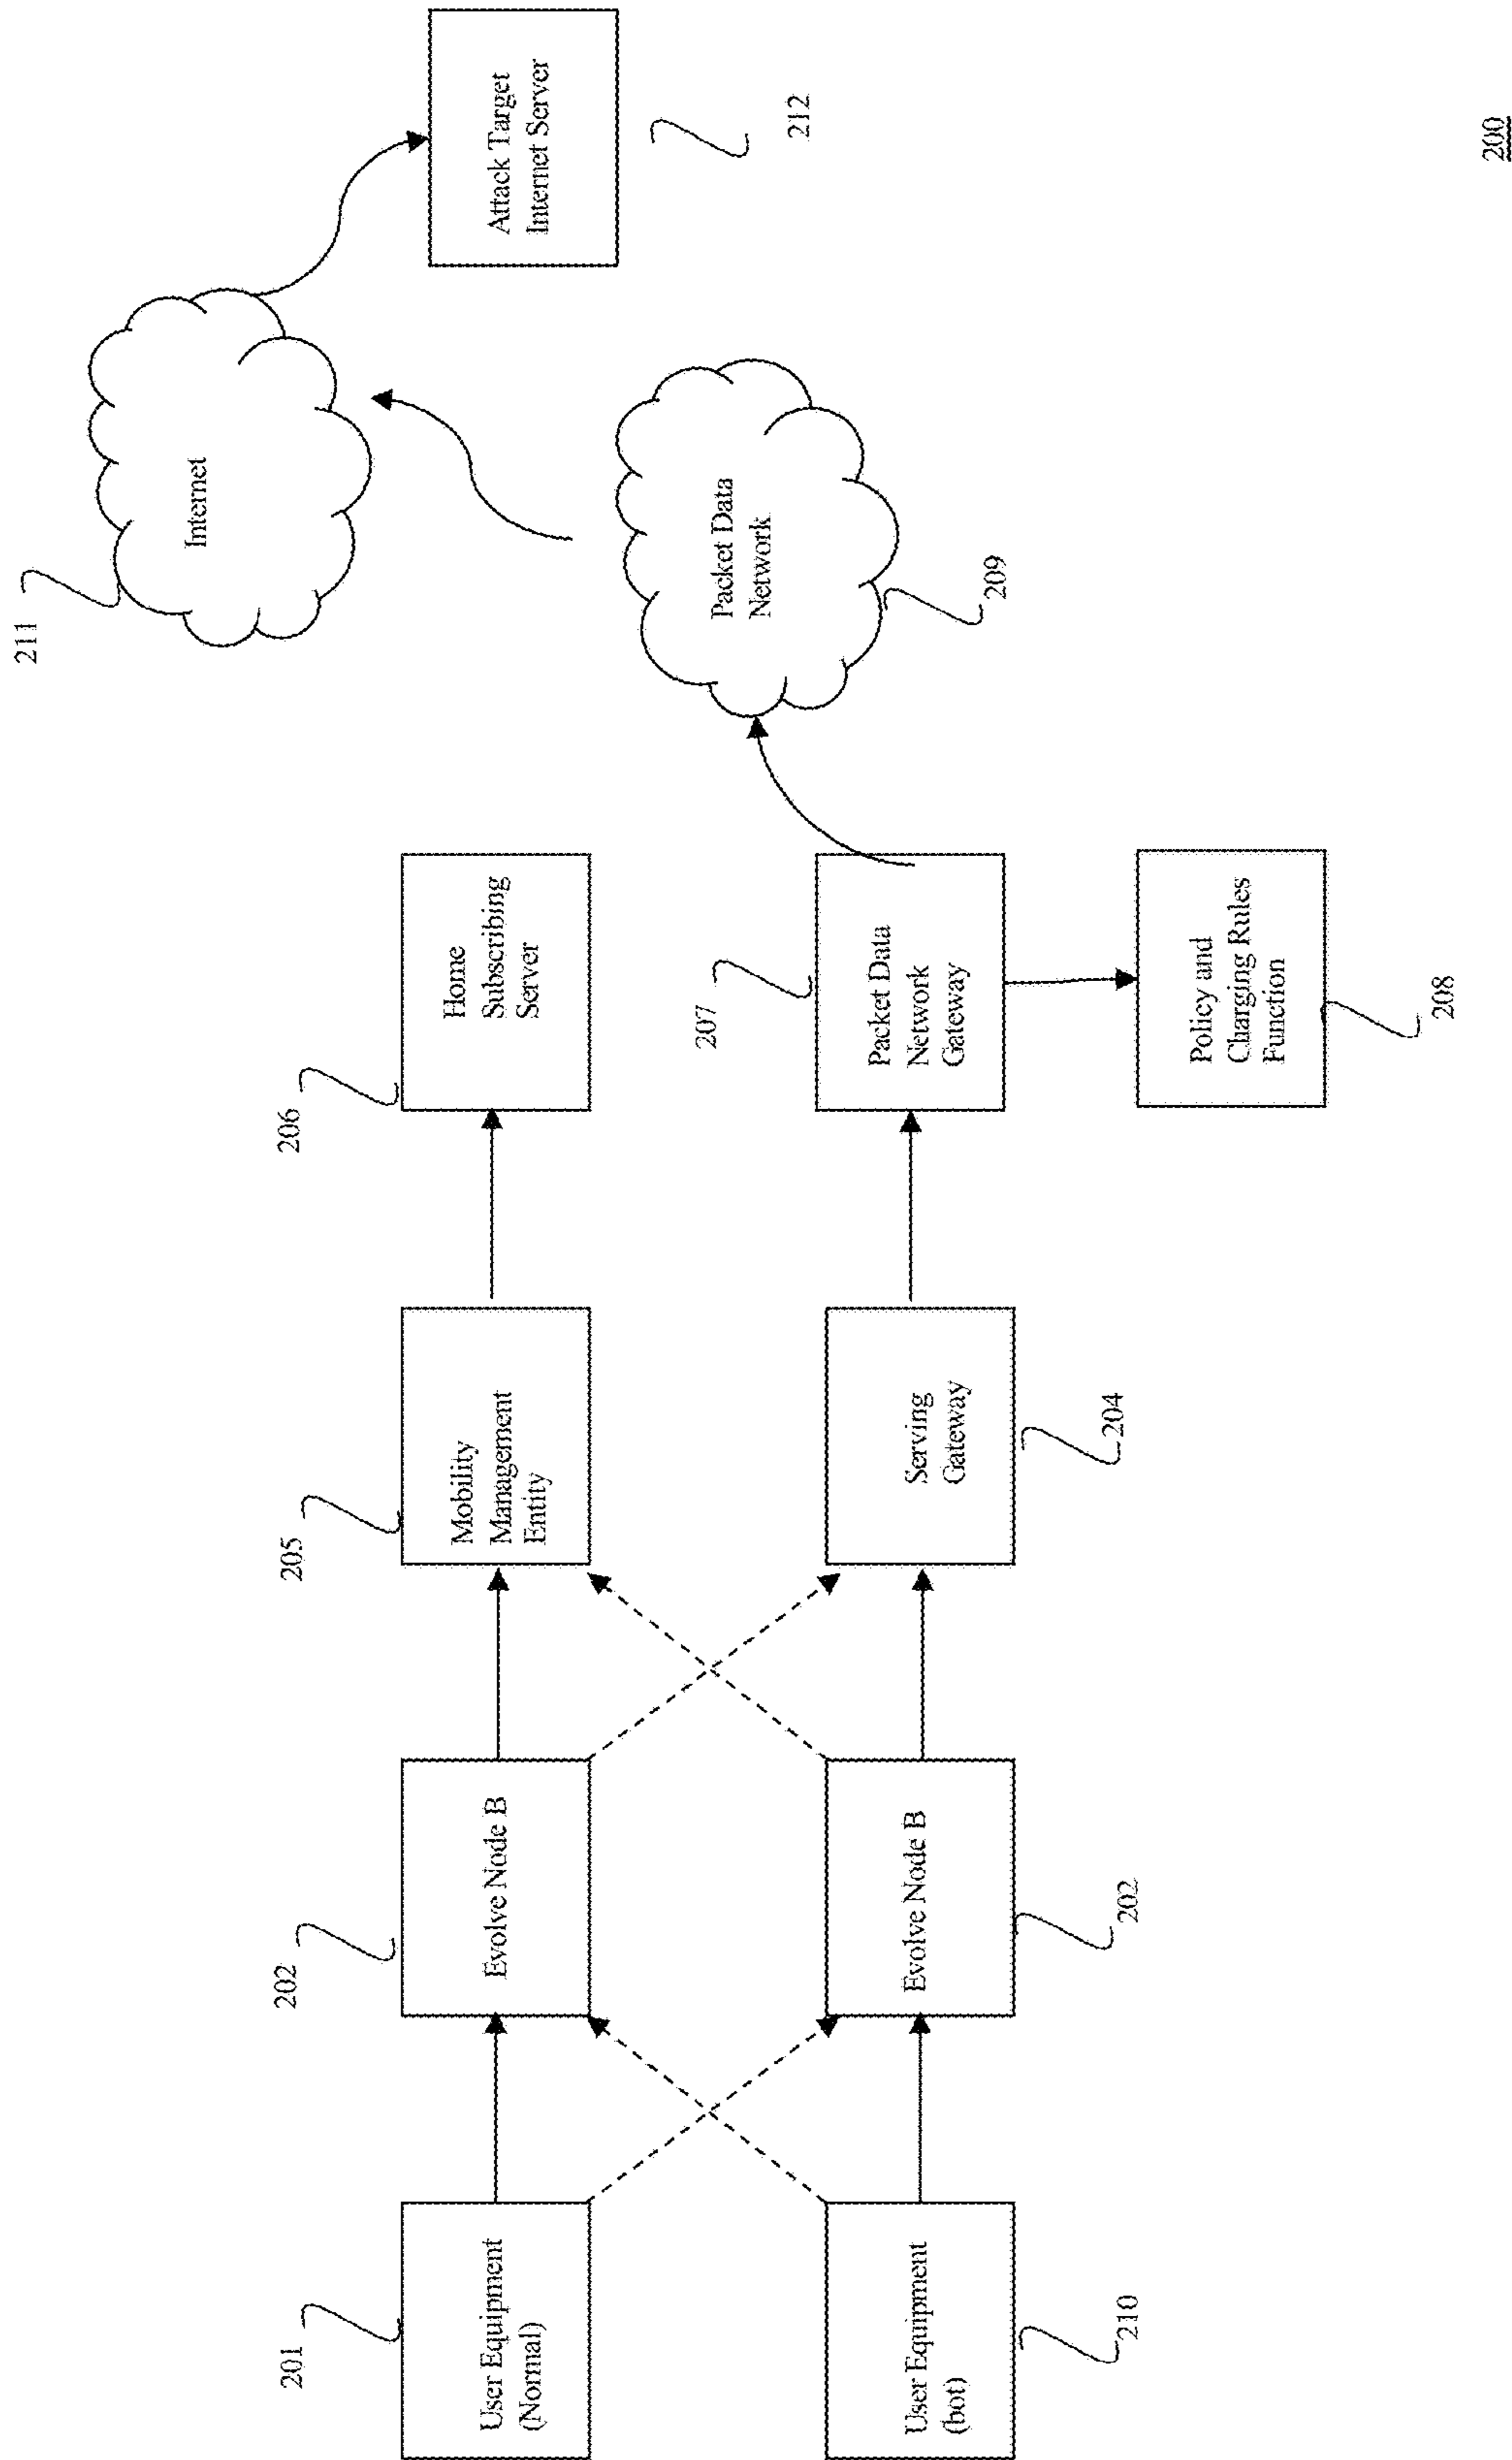 211
Internet
Attack Target
Internet Server
212
Packet Data
Network
209
206
Home
Subscribing
Server
207
Packet Data
Network
Gateway
Policy and
Charging Rules
Function
208
205
Mobility
Management
Entity
Serving
Gateway
204
202
Evolve Node B
Evolve Node B
202
201
User Equipment
(Normal)
User Equipment
(bot)
210
200